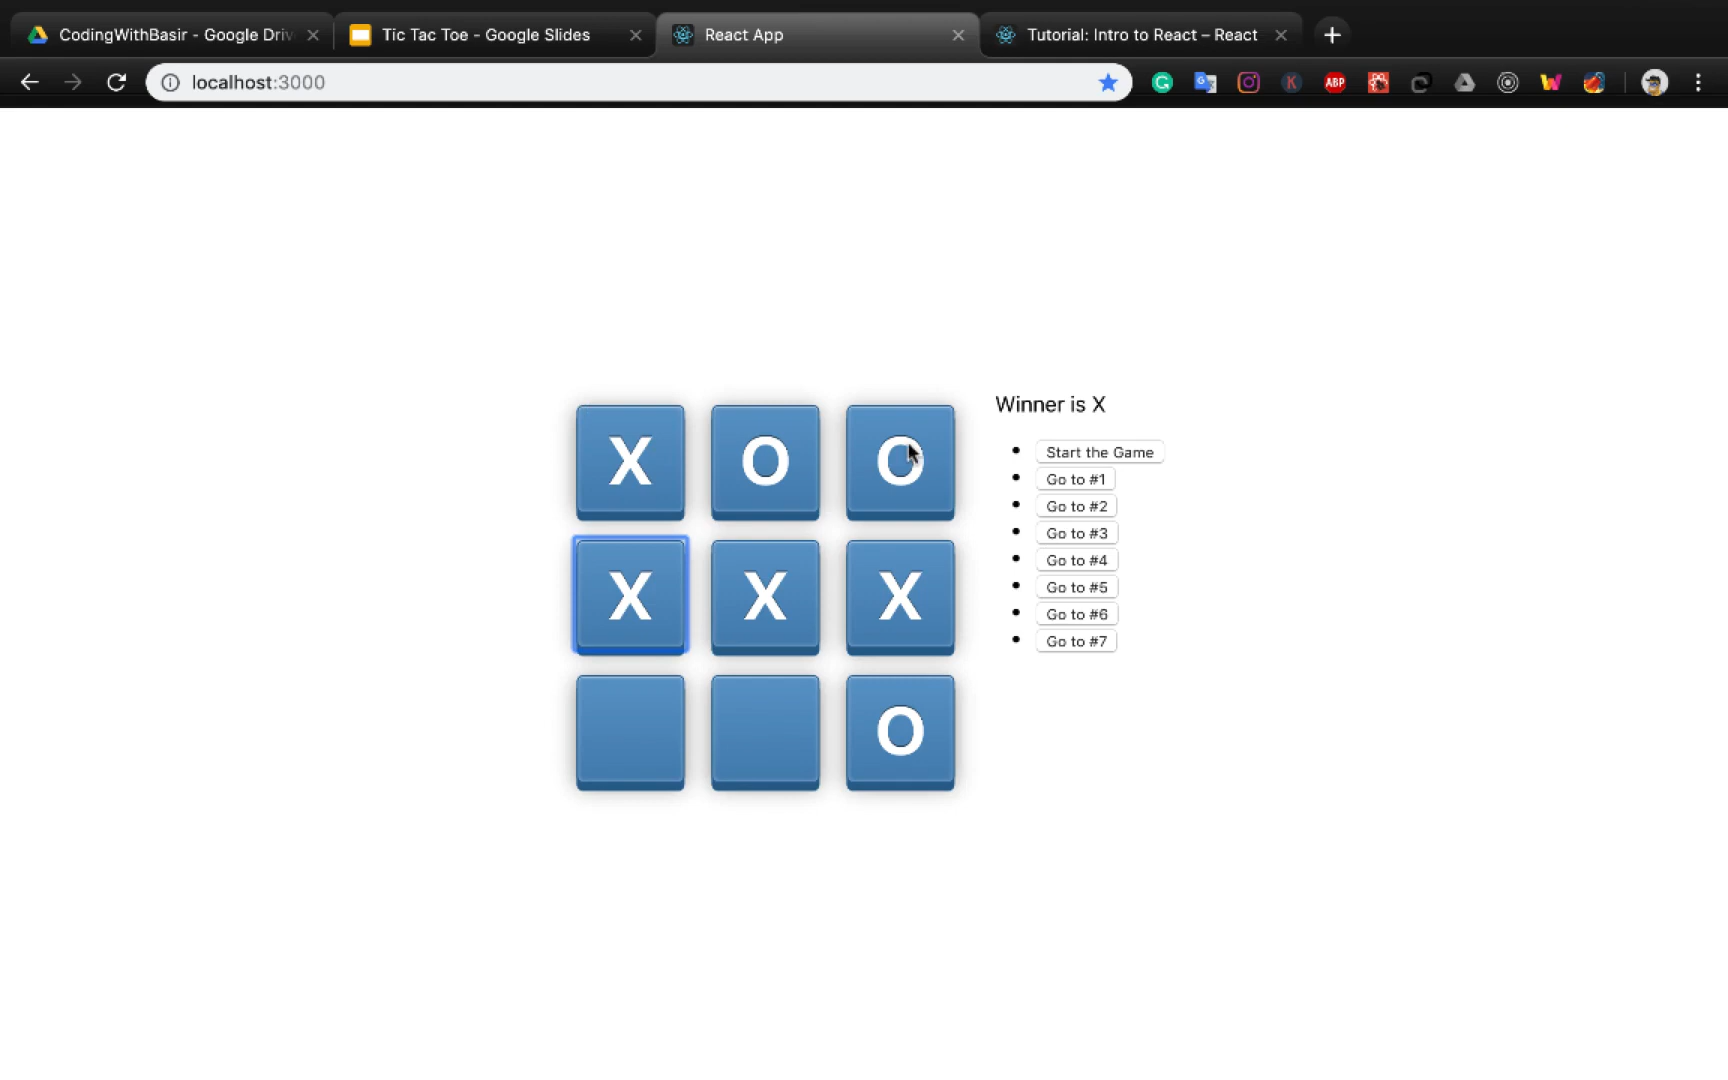 CodingWithBasir - Google Driv
Tic Tac Toe - Google Slides
React App
Tutorial: Intro to React – React
localhost:3000
ABP
X O O
X X X
O
Winner is X
Start the Game
Go to #1
Go to #2
Go to #3
Go to #4
Go to #5
Go to #6
Go to #7